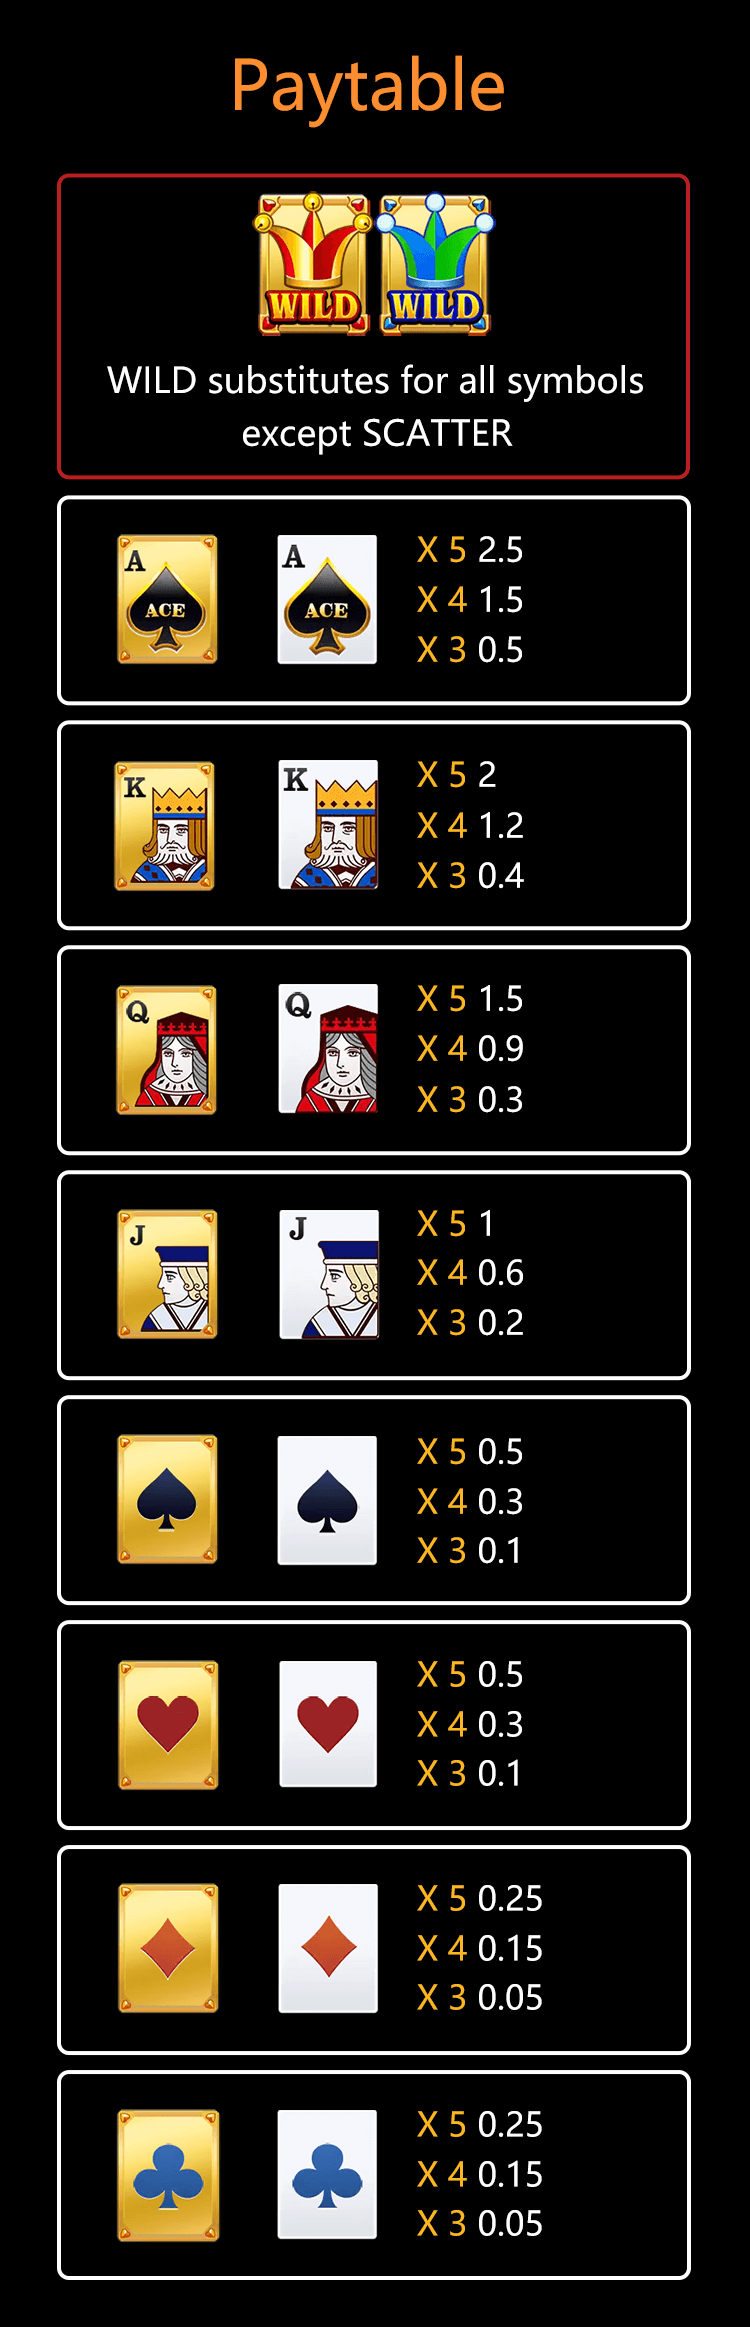 Paytable
WILD WILD
WILD substitutes for all symbols
except SCATTER
A A
ACE ACE
X 5 2.5
X 4 1.5
X 3 0.5
K K
X 5 2
X 4 1.2
X 3 0.4
Q Q
X 5 1.5
X 4 0.9
X 3 0.3
J J
X 5 1
X 4 0.6
X 3 0.2
X 5 0.5
X 4 0.3
X 3 0.1
X 5 0.5
X 4 0.3
X 3 0.1
X 5 0.25
X 4 0.15
X 3 0.05
X 5 0.25
X 4 0.15
X 3 0.05